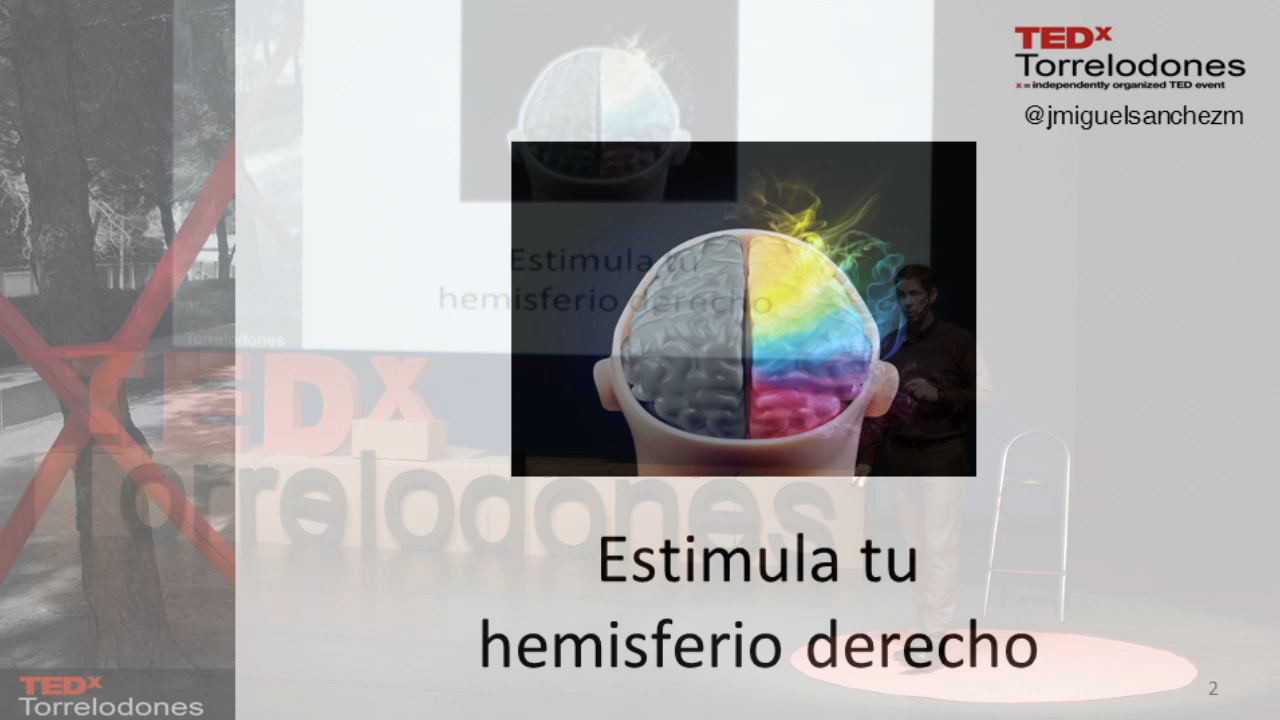 TEDx
Torrelodones
x = independently organized TED event
@jmiguelsanchezm
Estimula tu
hemisferio derecho
Torrelodones
TEDx
Torrelodones
Estimula tu
hemisferio derecho
2
TEDx
Torrelodones